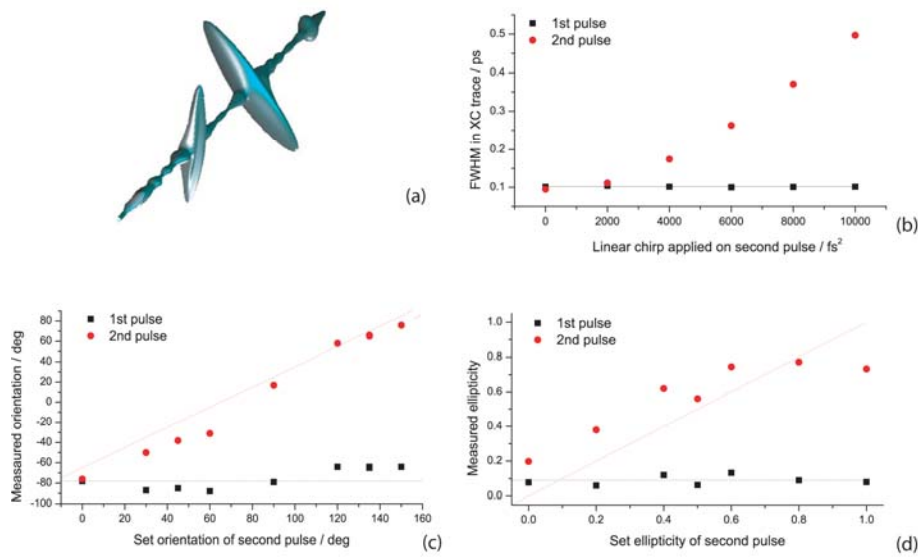 (a)
1st pulse
2nd pulse
0.5
0.4
0.3
0.2
0.1
FWHM in XC trace / ps
0 2000 4000 6000 8000 10000
Linear chirp applied on second pulse / fs²
(b)
1st pulse
2nd pulse
80
60
40
20
0
-20
-40
-60
-80
-100
Measaured orientation / deg
0 20 40 60 80 100 120 140 160
Set orientation of second pulse / deg
(c)
1st pulse
2nd pulse
1.0
0.8
0.6
0.4
0.2
0.0
Measured ellipticity
0.0 0.2 0.4 0.6 0.8 1.0
Set ellipticity of second pulse
(d)